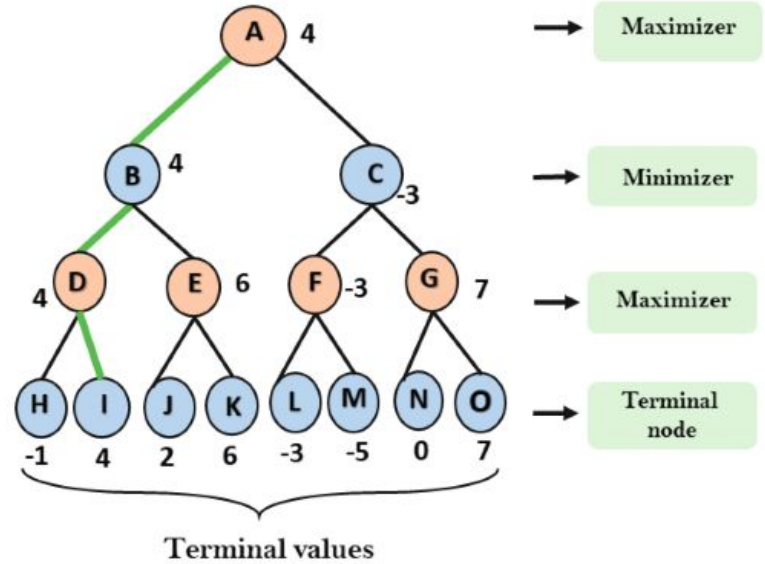 A 4
Maximizer
B 4
C -3
Minimizer
D 4
E 6
F -3
G 7
Maximizer
H I J K L M N O
Terminal
node
-1 4 2 6 -3 -5 0 7
Terminal values